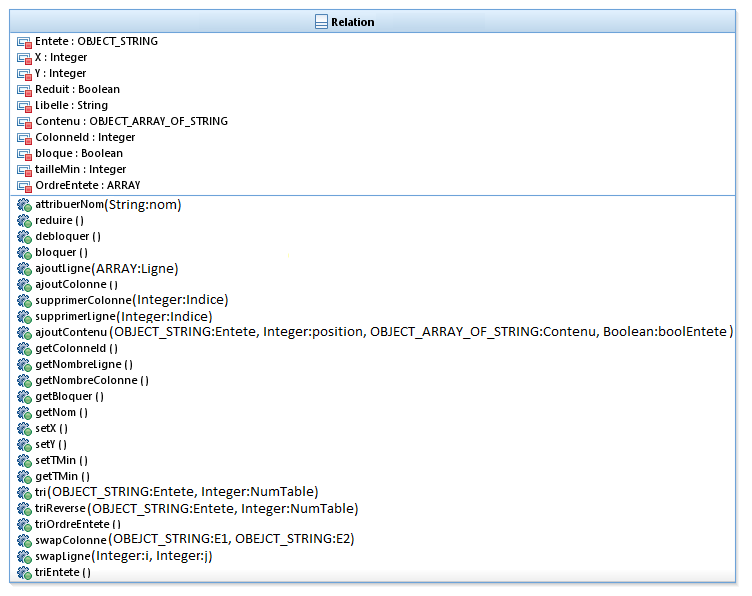 Relation
Entete : OBJECT_STRING
X : Integer
Y : Integer
Reduit : Boolean
Libelle : String
Contenu : OBJECT_ARRAY_OF_STRING
ColonneId : Integer
bloque : Boolean
tailleMin : Integer
OrdreEntete : ARRAY
attribuerNom(String:nom)
reduire ()
debloquer ()
bloquer ()
ajoutLigne(ARRAY:Ligne)
ajoutColonne ()
supprimerColonne(Integer:Indice)
supprimerLigne(Integer:Indice)
ajoutContenu(OBJECT_STRING:Entete, Integer:position, OBJECT_ARRAY_OF_STRING:Contenu, Boolean:boolEntete)
getColonneId ()
getNombreLigne ()
getNombreColonne ()
getBloquer ()
getNom ()
setX ()
setY ()
setTMin ()
getTMin ()
tri(OBJECT_STRING:Entete, Integer:NumTable)
triReverse(OBJECT_STRING:Entete, Integer:NumTable)
triOrdreEntete ()
swapColonne(OBEJCT_STRING:E1, OBEJCT_STRING:E2)
swapLigne(Integer:i, Integer:j)
triEntete ()